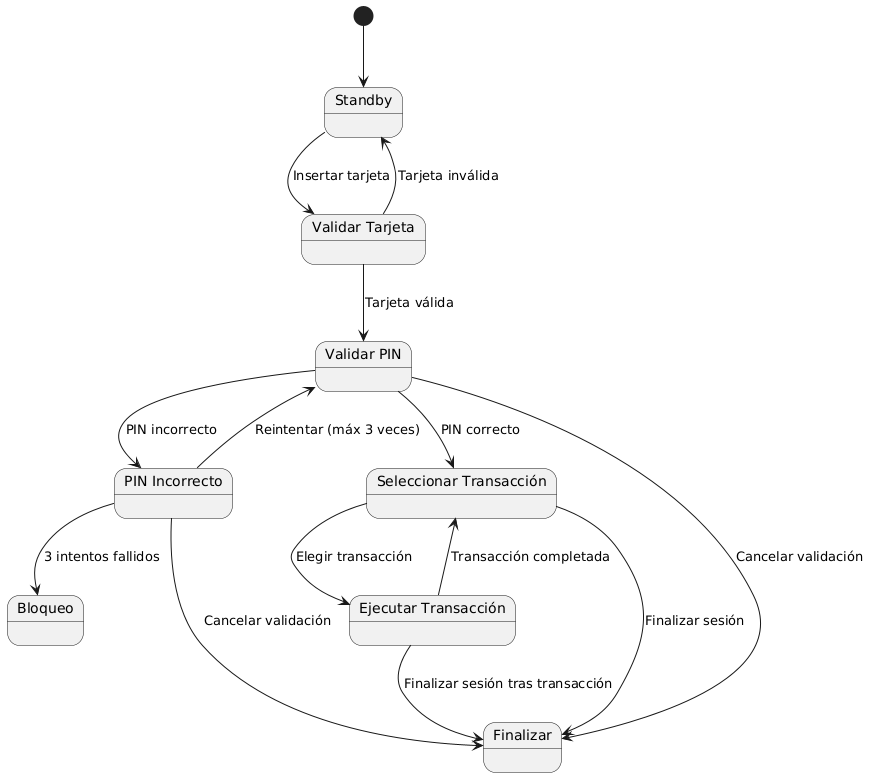 Standby
Insertar tarjeta
Tarjeta inválida
Validar Tarjeta
Tarjeta válida
Validar PIN
PIN incorrecto
Reintentar (máx 3 veces)
PIN correcto
PIN Incorrecto
Seleccionar Transacción
3 intentos fallidos
Elegir transacción
Transacción completada
Cancelar validación
Bloqueo
Ejecutar Transacción
Cancelar validación
Finalizar sesión
Finalizar sesión tras transacción
Finalizar